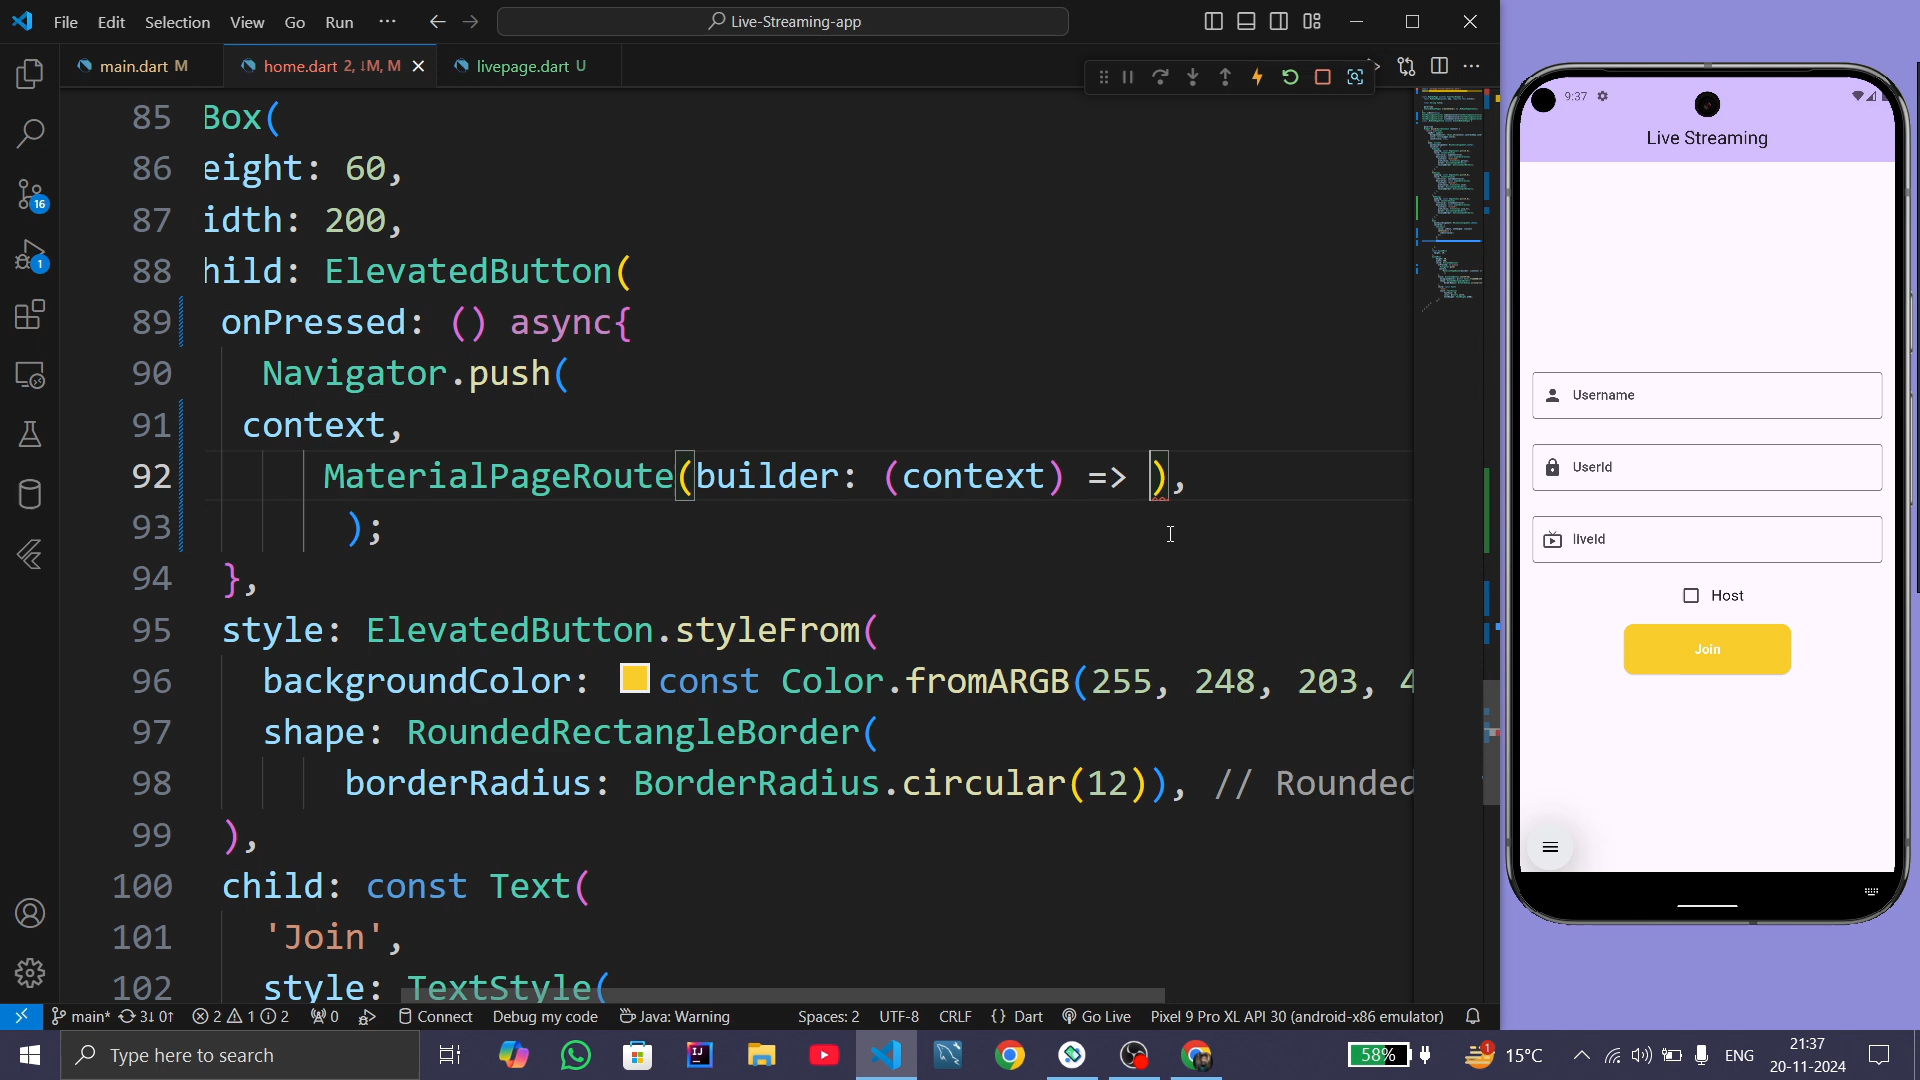 File Edit Selection View Go Run ... Live-Streaming-app
main.dart M home.dart 2, ↓M, M livepage.dart U
85 Box(
86 eight: 60,
87 idth: 200,
88 hild: ElevatedButton(
89 onPressed: () async{
90 Navigator.push(
91 context,
92 MaterialPageRoute(builder: (context) => ),
93 );
94 },
95 style: ElevatedButton.styleFrom(
96 backgroundColor: const Color.fromARGB(255, 248, 203, 4
97 shape: RoundedRectangleBorder(
98 borderRadius: BorderRadius.circular(12)), // Rounded
99 ),
100 child: const Text(
101 'Join',
102 style: TextStyle(
16
1
main* 3↓ 0↑ 2 1 2 0 Connect Debug my code Java: Warning Spaces: 2 UTF-8 CRLF {} Dart Go Live Pixel 9 Pro XL API 30 (android-x86 emulator)
9:37
Live Streaming
Username
UserId
liveId
Host
Join
Type here to search
58% 1 15°C ENG 21:37
20-11-2024